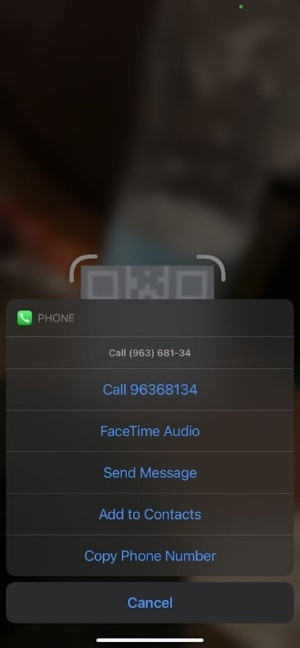 PHONE
Call (963) 681-34
Call 96368134
FaceTime Audio
Send Message
Add to Contacts
Copy Phone Number
Cancel